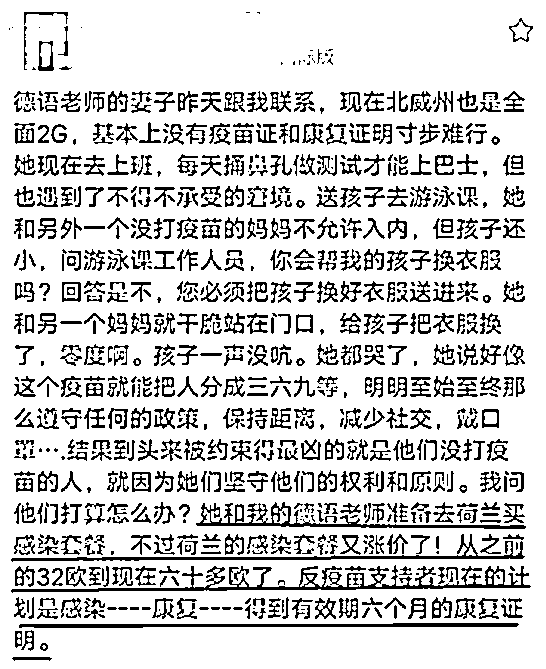 德语老师的妻子昨天跟我联系，现在北威州也是全
面2G，基本上没有疫苗证和康复证明寸步难行。
她现在去上班，每天捅鼻孔做测试才能上巴士，但
也遇到了不得不承受的窘境。送孩子去游泳课，她
和另外一个没打疫苗的妈妈不允许入内，但孩子还
小，问游泳课工作人员，你会帮我的孩子换衣服
吗？回答是不，您必须把孩子换好衣服送进来。她
和另一个妈妈就干脆站在门口，给孩子把衣服换
了，零度啊。孩子一声没吭。她都哭了，她说好像
这个疫苗就能把人分成三六九等，明明至始至终那
么遵守任何的政策，保持距离，减少社交，戴口
罩….结果到头来被约束得最凶的就是他们没打疫
苗的人，就因为她们坚守他们的权利和原则。我问
他们打算怎么办？她和我的德语老师准备去荷兰买
感染套餐，不过荷兰的感染套餐又涨价了！从之前
的32欧到现在六十多欧了。反疫苗支持者现在的计
划是感染----康复----得到有效期六个月的康复证
明。